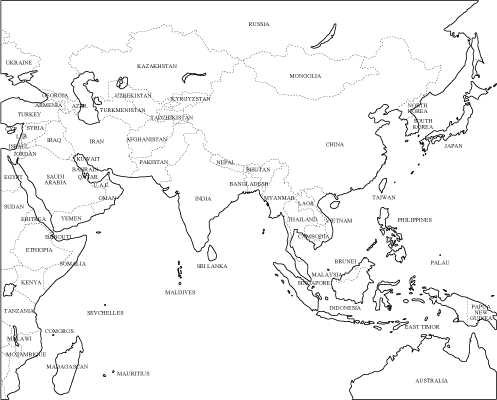 RUSSIA
UKRAINE
KAZAKHSTAN
MONGOLIA
GEORGIA
UZBEKISTAN
KYRGYZSTAN
ARMENIA
AZER.
TURKMENISTAN
NORTH
KOREA
TURKEY
TADZIKISTAN
SOUTH
KOREA
SYRIA
LEB.
IRAQ
IRAN
AFGHANISTAN
CHINA
JAPAN
ISRAEL
JORDAN
KUWAIT
PAKISTAN
NEPAL
BAHRAIN
BHUTAN
EGYPT
SAUDI
ARABIA
QATAR
U.A.E.
BANGLADESH
OMAN
INDIA
MYANMAR
TAIWAN
SUDAN
LAOS
ERITREA
YEMEN
THAILAND
VIETNAM
PHILIPPINES
DJIBOUTI
CAMBODIA
ETHIOPIA
SOMALIA
SRI LANKA
BRUNEI
PALAU
MALAYSIA
KENYA
SINGAPORE
MALDIVES
TANZANIA
SEYCHELLES
INDONESIA
PAPUA
NEW
GUINEA
EAST TIMOR
COMOROS
MALAWI
MOZAMBIQUE
MADAGASCAR
MAURITIUS
AUSTRALIA